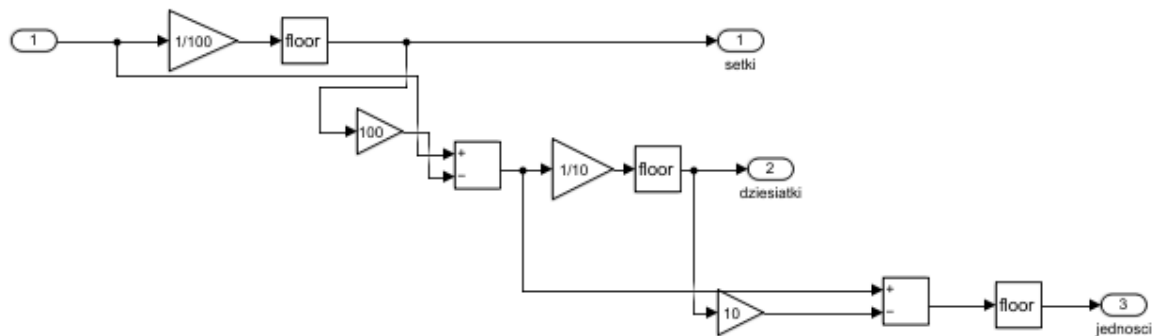 1
1/100
floor
1
setki
100
+
−
1/10
floor
2
dziesiatki
10
+
−
floor
3
jednosci